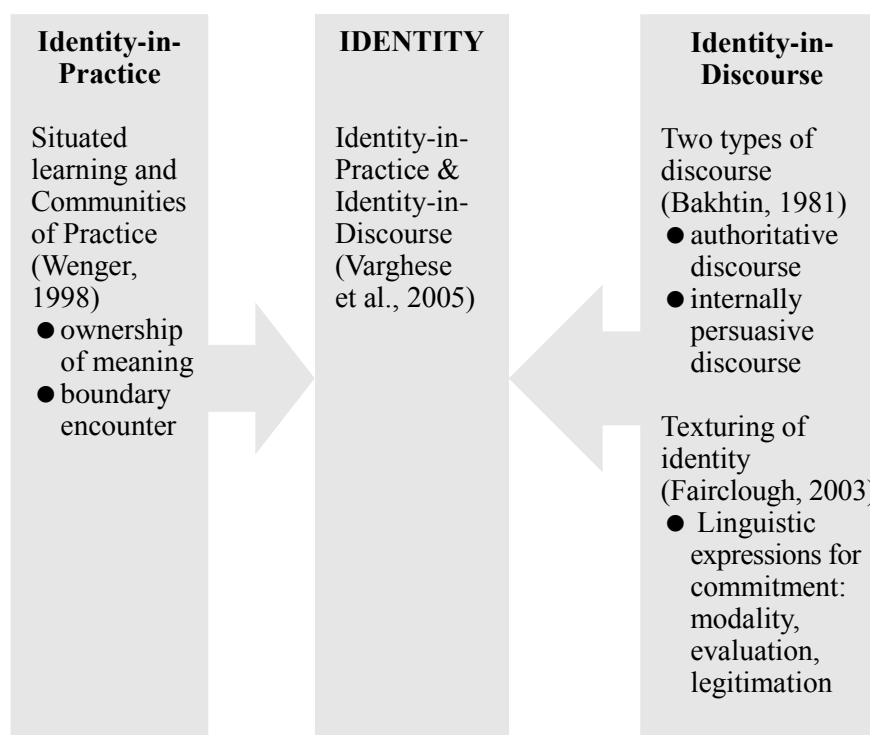 Identity-in-
Practice
Situated
learning and
Communities
of Practice
(Wenger,
1998)
● ownership
of meaning
● boundary
encounter
IDENTITY
Identity-in-
Practice &
Identity-in-
Discourse
(Varghese
et al., 2005)
Identity-in-
Discourse
Two types of
discourse
(Bakhtin, 1981)
● authoritative
discourse
● internally
persuasive
discourse
Texturing of
identity
(Fairclough, 2003)
● Linguistic
expressions for
commitment:
modality,
evaluation,
legitimation